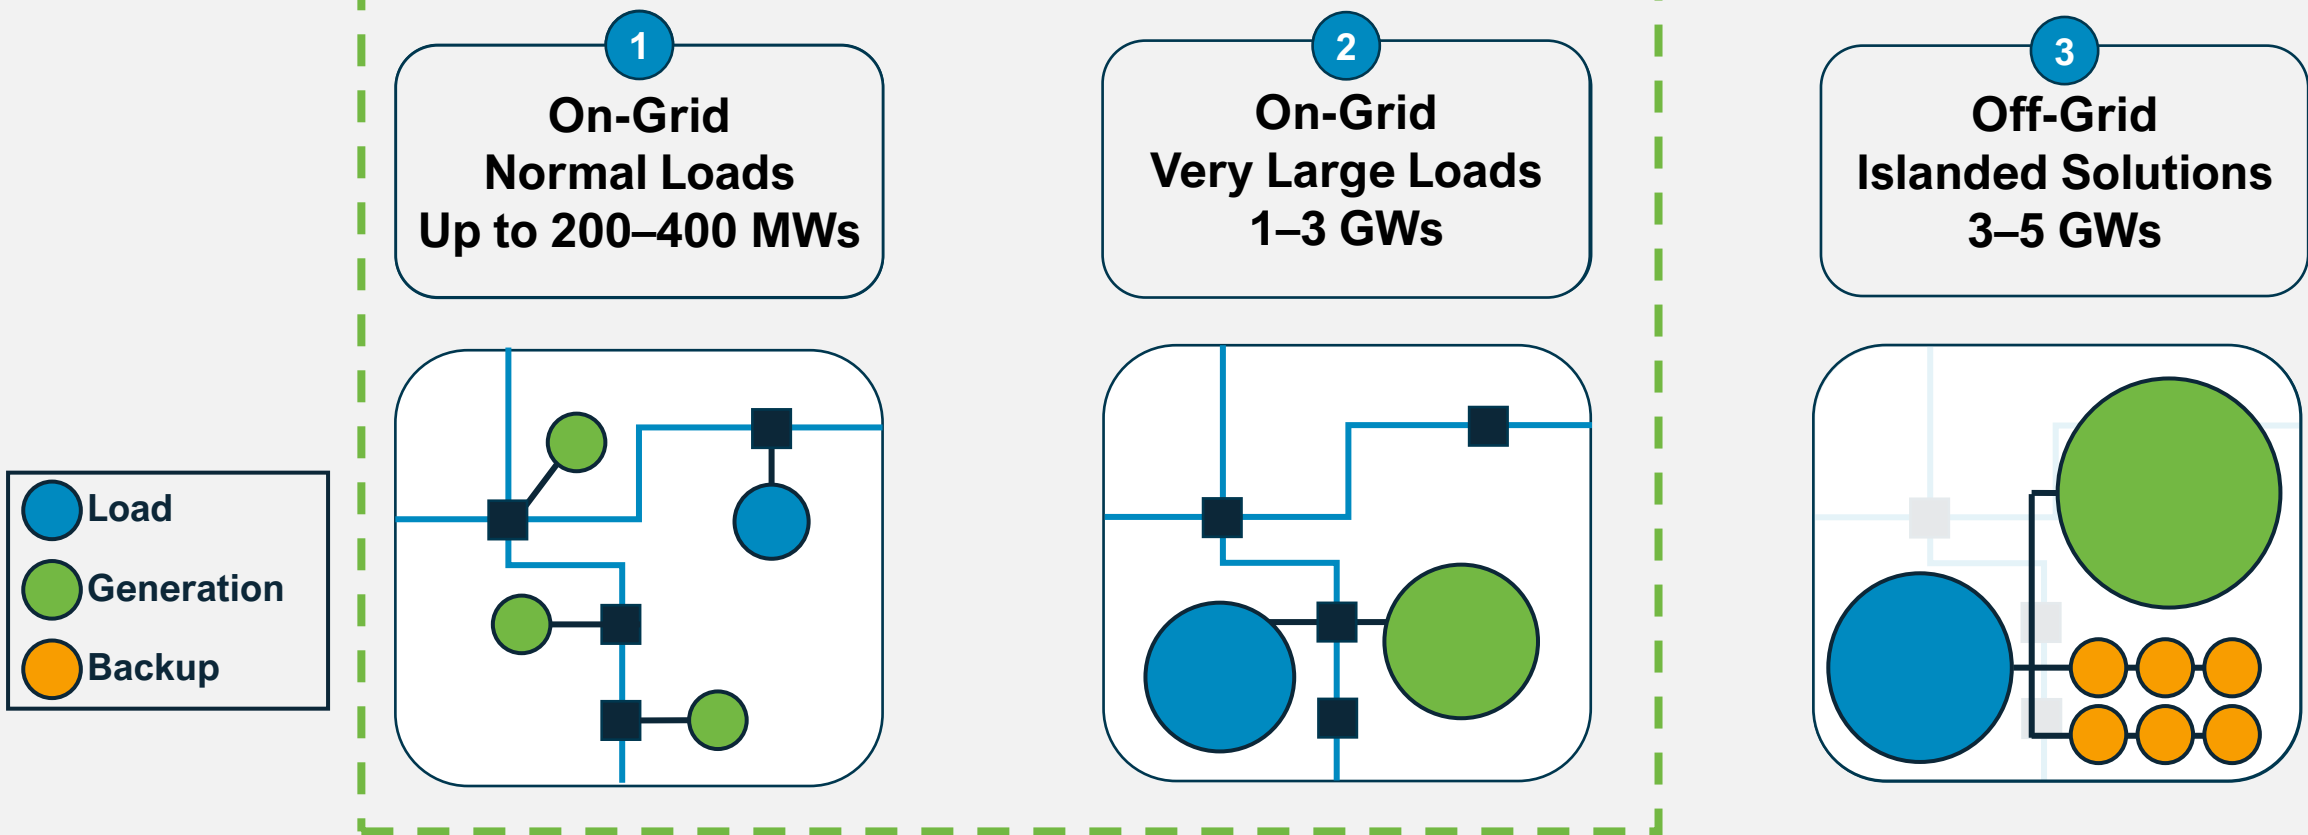 1
On-Grid
Normal Loads
Up to 200–400 MWs
2
On-Grid
Very Large Loads
1–3 GWs
3
Off-Grid
Islanded Solutions
3–5 GWs
Load
Generation
Backup